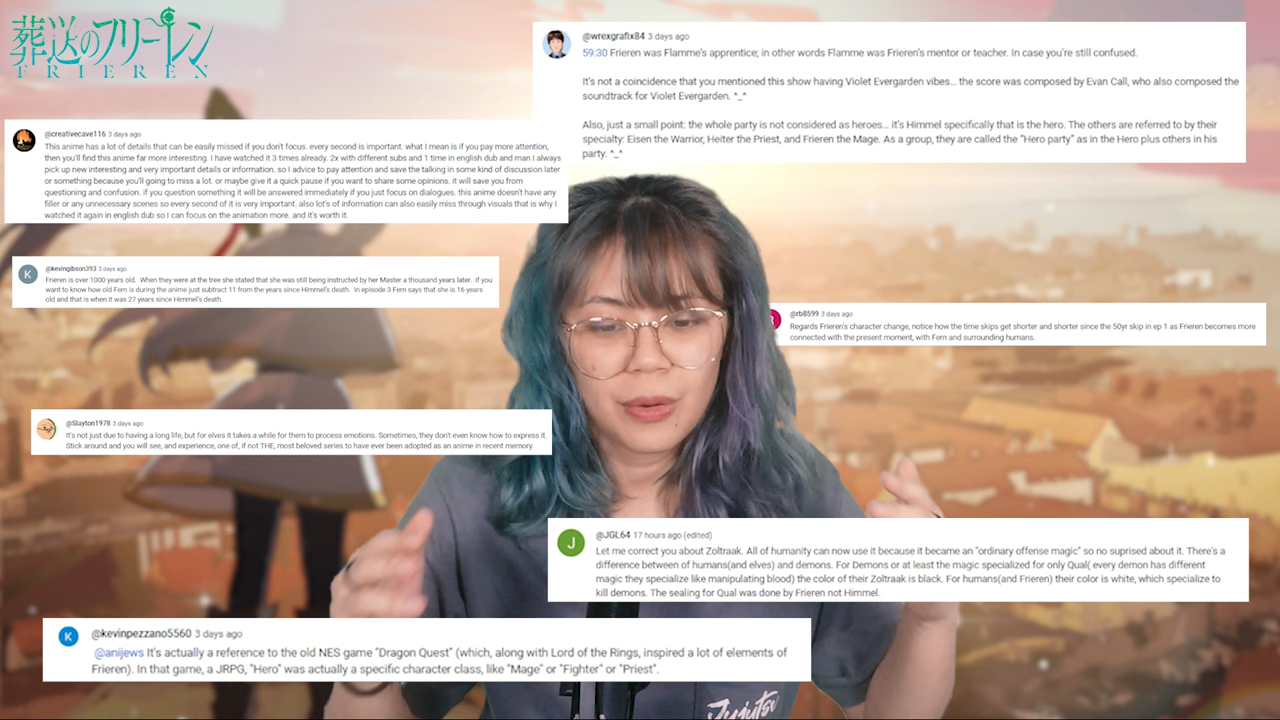 葬送のフリーレン
FRIEREN
@wrexgrafix84 3 days ago
59:30 Frieren was Flamme's apprentice; in other words Flamme was Frieren's mentor or teacher. In case you're still confused.
It's not a coincidence that you mentioned this show having Violet Evergarden vibes... the score was composed by Evan Call, who also composed the
soundtrack for Violet Evergarden. ^_^
Also, just a small point: the whole party is not considered as heroes... it's Himmel specifically that is the hero. The others are referred to by their
specialty: Eisen the Warrior, Heiter the Priest, and Frieren the Mage. As a group, they are called the "Hero party" as in the Hero plus others in his
party. ^_^
@creativecave116 3 days ago
This anime has a lot of details that can be easily missed if you don't focus. every second is important. what I mean is if you pay more attention,
then you'll find this anime far more interesting. I have watched it 3 times already. 2x with different subs and 1 time in english dub and man I always
pick up new interesting and very important details or information. so I advice to pay attention and save the talking in some kind of discussion later
or something because you'll going to miss a lot. or maybe give it a quick pause if you want to share some opinions. it will save you from
questioning and confusion. if you question something it will be answered immediately if you just focus on dialogues. this anime doesn't have any
filler or any unnecessary scenes so every second of it is very important. also lots of information can also easily miss through visuals that is why I
watched it again in english dub so I can focus on the animation more. and it's worth it.
K
@kevingibson393 3 days ago
Frieren is over 1000 years old. When they were at the tree she stated that she was still being instructed by her Master a thousand years later. If you
want to know how old Fern is during the anime just subtract 11 from the years since Himmel's death. In episode 3 Fern says that she is 16 years
old and that is when it was 27 years since Himmel's death.
R
@rb8599 3 days ago
Regards Frieren's character change, notice how the time skips get shorter and shorter since the 50yr skip in ep 1 as Frieren becomes more
connected with the present moment, with Fern and surrounding humans.
@Slayton1978 3 days ago
It's not just due to having a long life, but for elves it takes a while for them to process emotions. Sometimes, they don't even know how to express it.
Stick around and you will see, and experience, one of, if not THE, most beloved series to have ever been adopted as an anime in recent memory.
J
@JGL64 17 hours ago (edited)
Let me correct you about Zoltraak. All of humanity can now use it because it became an "ordinary offense magic" so no suprised about it. There's a
difference between of humans(and elves) and demons. For Demons or at least the magic specialized for only Qual( every demon has different
magic they specialize like manipulating blood) the color of their Zoltraak is black. For humans(and Frieren) their color is white, which specialize to
kill demons. The sealing for Qual was done by Frieren not Himmel.
K
@kevinpezzano5560 3 days ago
@anijews It's actually a reference to the old NES game "Dragon Quest" (which, along with Lord of the Rings, inspired a lot of elements of
Frieren). In that game, a JRPG, "Hero" was actually a specific character class, like "Mage" or "Fighter" or "Priest".
Jujutsu